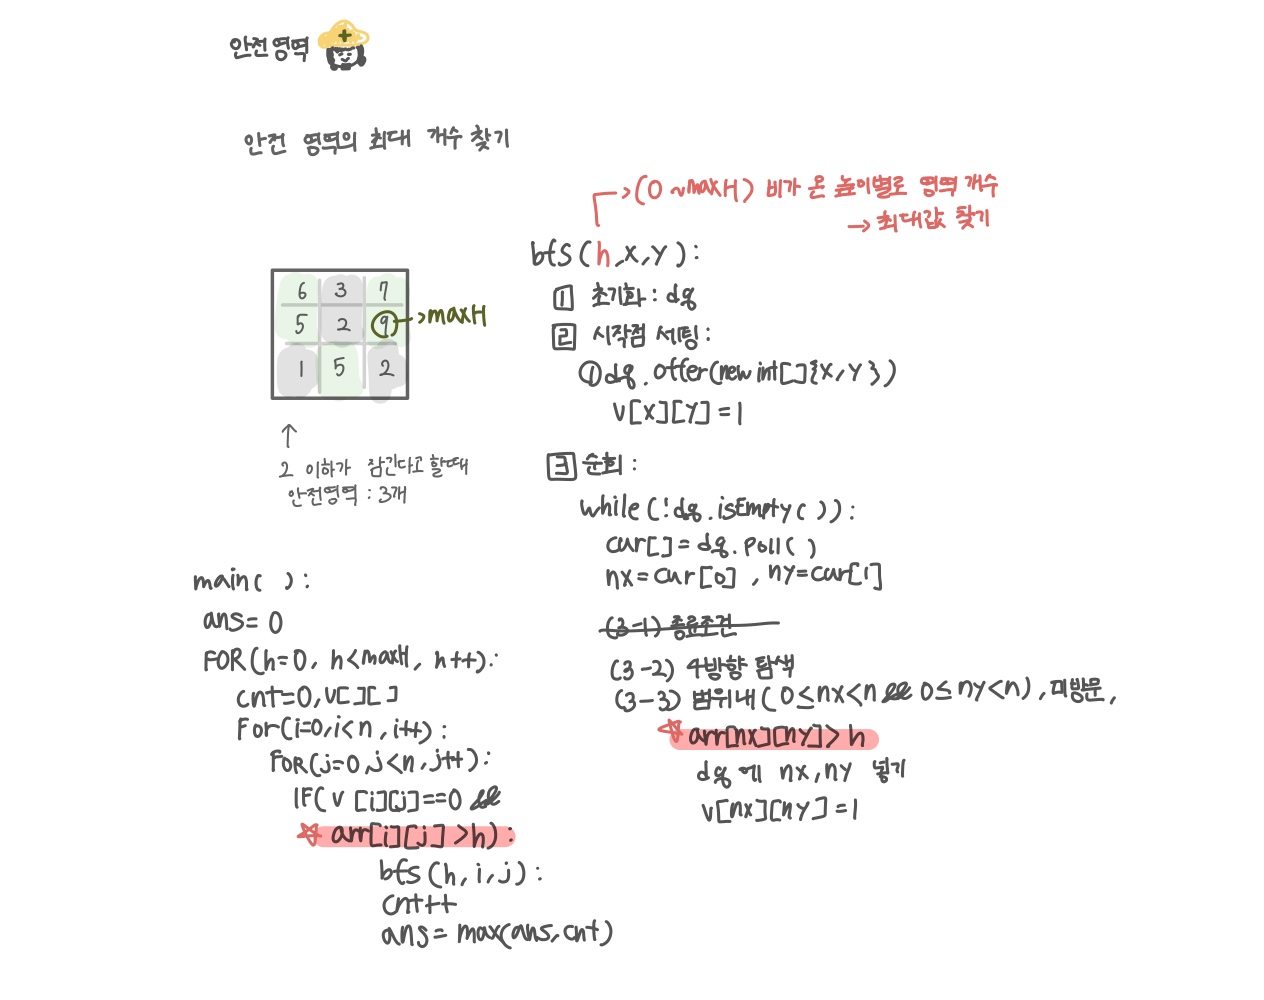 안전 영역
안전 영역의 최대 개수 찾기
→(0 ~maxH) 비가 온 높이별로 영역 개수
→ 최대값 찾기
bfs(h,x,y):
1 초기화 : dq
2 시작점 세팅:
① dq.offer(new int[]{x,y})
v[x][y]=1
6 3 7
5 2 9 →maxH
1 5 2
↑
2 이하가 잠긴다고 할때
안전영역 : 3개
3 순회 :
while(!dq.isEmpty()):
cur[]=dq.poll()
nx=cur[0], ny=cur[1]
(3-1) 종료조건
(3-2) 4방향 탐색
(3-3) 범위내(0≤nx<n && 0≤ny<n), 미방문,
☆ arr[nx][ny]>h
dq에 nx,ny 넣기
v[nx][ny]=1
main( ):
ans=0
FOR(h=0, h<maxH, h++):
cnt=0,v[][]
For(i=0,i<n,i++):
FOR(j=0,j<n,j++):
IF(v[i][j]==0 &&
☆ arr[i][j]>h):
bfs(h,i,j):
cnt++
ans=max(ans,cnt)